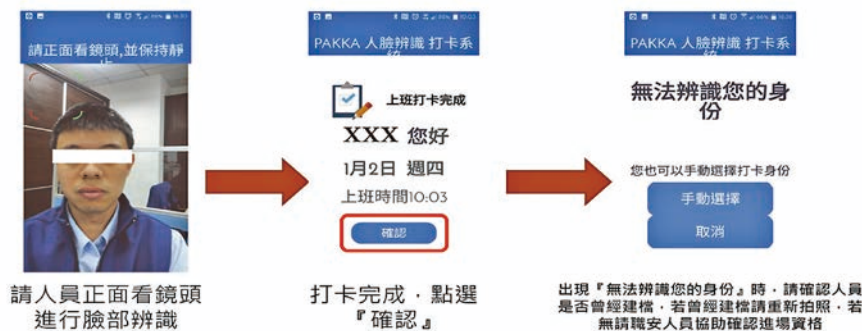 請正面看鏡頭,並保持靜
止
請人員正面看鏡頭
進行臉部辨識
PAKKA 人臉辨識 打卡系
統
上班打卡完成
XXX 您好
1月2日 週四
上班時間10:03
確認
打卡完成，點選
『確認』
PAKKA 人臉辨識 打卡系
統
無法辨識您的身
份
您也可以手動選擇打卡身份
手動選擇
取消
出現『無法辨識您的身份』時，請確認人員
是否曾經建檔，若曾經建檔請重新拍照，若
無請職安人員協助確認進場資格